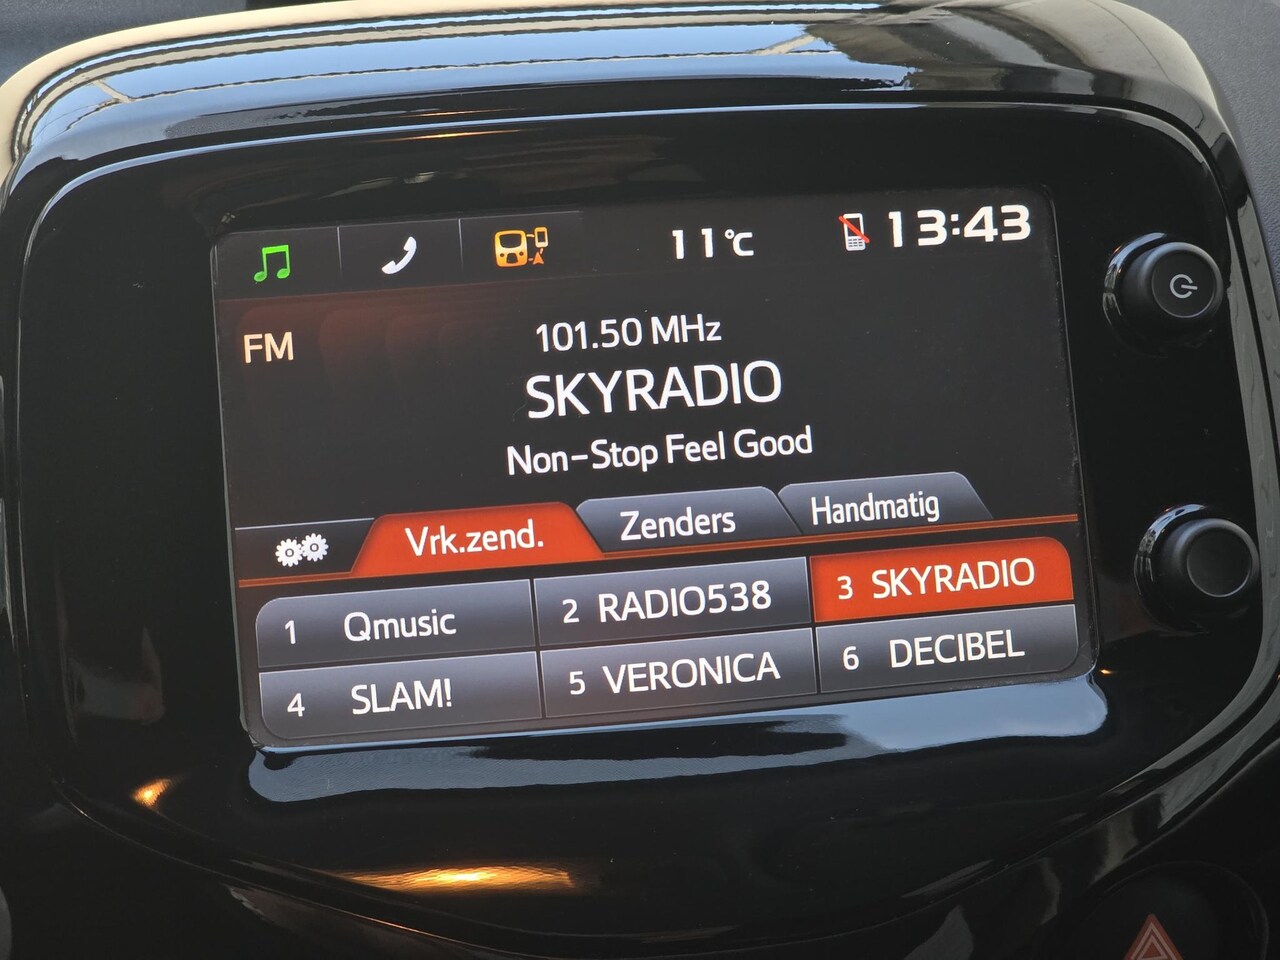 11°C 13:43
FM 101.50 MHz
SKYRADIO
Non-Stop Feel Good
Vrk.zend. Zenders Handmatig
1 Qmusic 2 RADIO538 3 SKYRADIO
4 SLAM! 5 VERONICA 6 DECIBEL